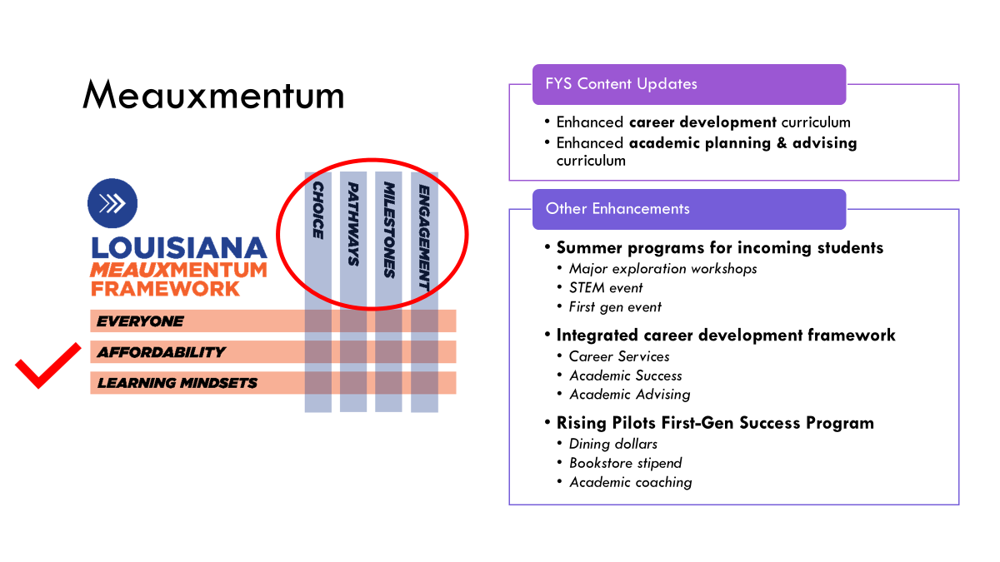 Meauxmentum
LOUISIANA
MEAUXMENTUM
FRAMEWORK
CHOICE
PATHWAYS
MILESTONES
ENGAGEMENT
EVERYONE
AFFORDABILITY
LEARNING MINDSETS
FYS Content Updates
• Enhanced career development curriculum
• Enhanced academic planning & advising
curriculum
Other Enhancements
• Summer programs for incoming students
• Major exploration workshops
• STEM event
• First gen event
• Integrated career development framework
• Career Services
• Academic Success
• Academic Advising
• Rising Pilots First-Gen Success Program
• Dining dollars
• Bookstore stipend
• Academic coaching